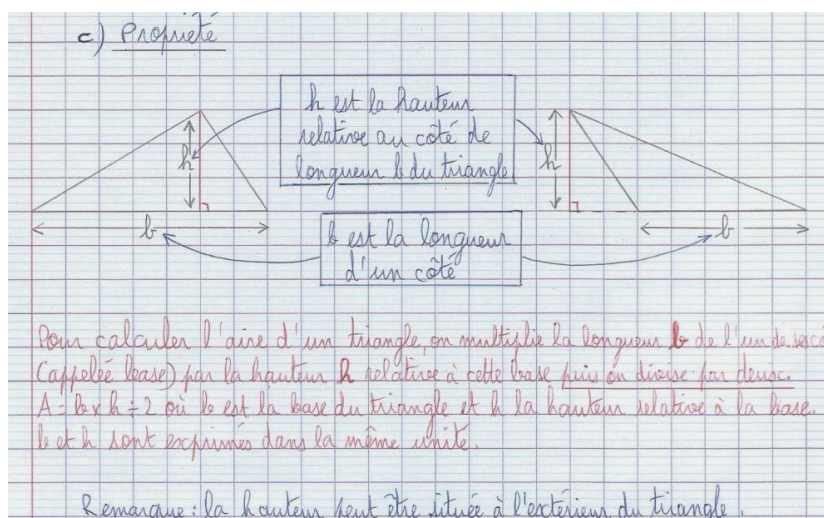 c) Propriété
h est la hauteur
relative au côté de
longueur b du triangle
h
h
b
b
b est la longueur
d'un côté
Pour calculer l'aire d'un triangle, on multiplie la longueur b de l'un de ses cô
(appelée base) par la hauteur h relative à cette base puis on divise par deux.
A = b x h ÷ 2 où b est la base du triangle et h la hauteur relative à la base.
b et h sont exprimés dans la même unité.
Remarque : la hauteur peut être située à l'extérieur du triangle.